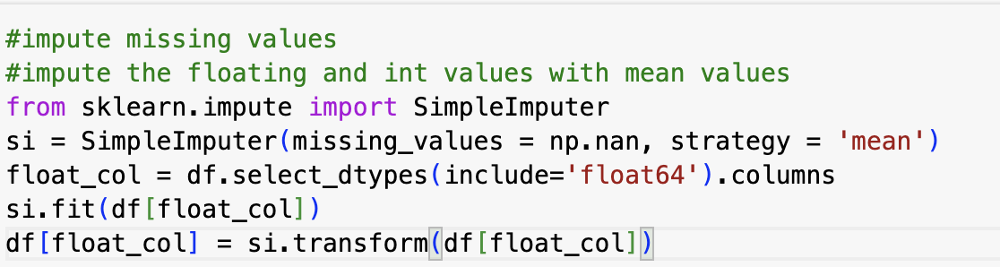 #impute missing values
#impute the floating and int values with mean values
from sklearn.impute import SimpleImputer
si = SimpleImputer(missing_values = np.nan, strategy = 'mean')
float_col = df.select_dtypes(include='float64').columns
si.fit(df[float_col])
df[float_col] = si.transform(df[float_col])